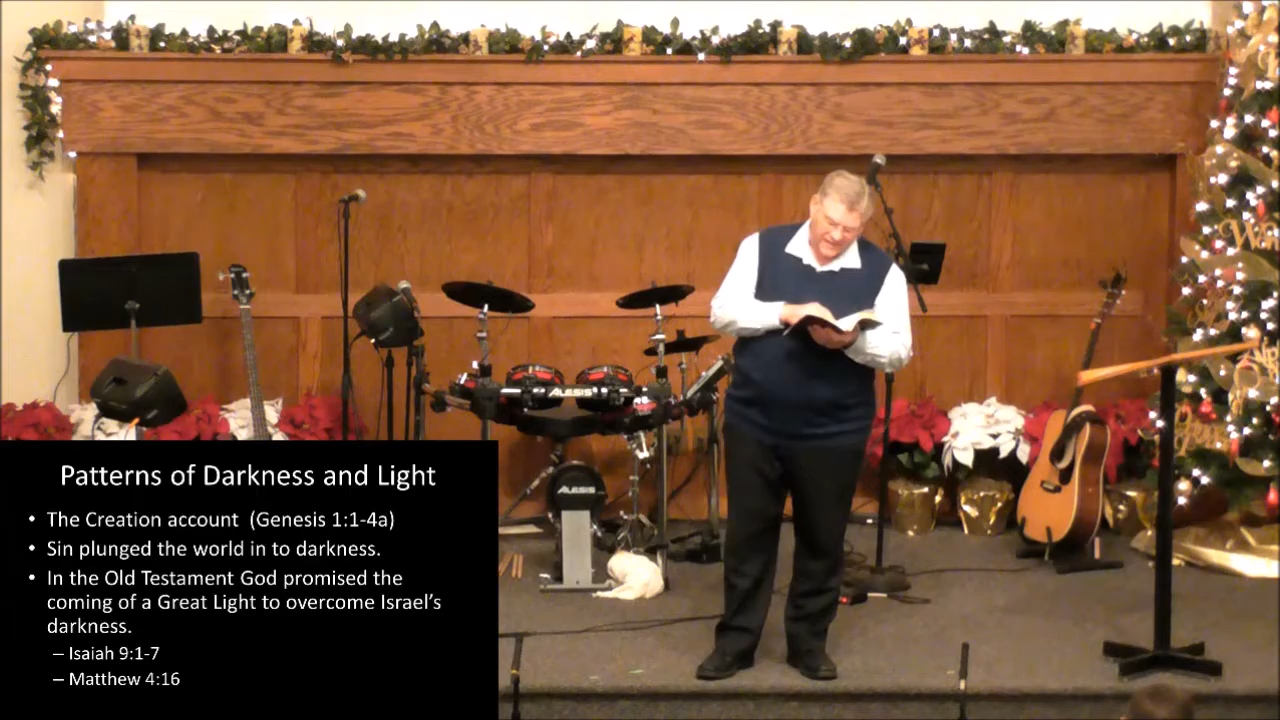 ALESIS
ALESIS
Patterns of Darkness and Light
• The Creation account (Genesis 1:1-4a)
• Sin plunged the world in to darkness.
• In the Old Testament God promised the
coming of a Great Light to overcome Israel's
darkness.
– Isaiah 9:1-7
– Matthew 4:16